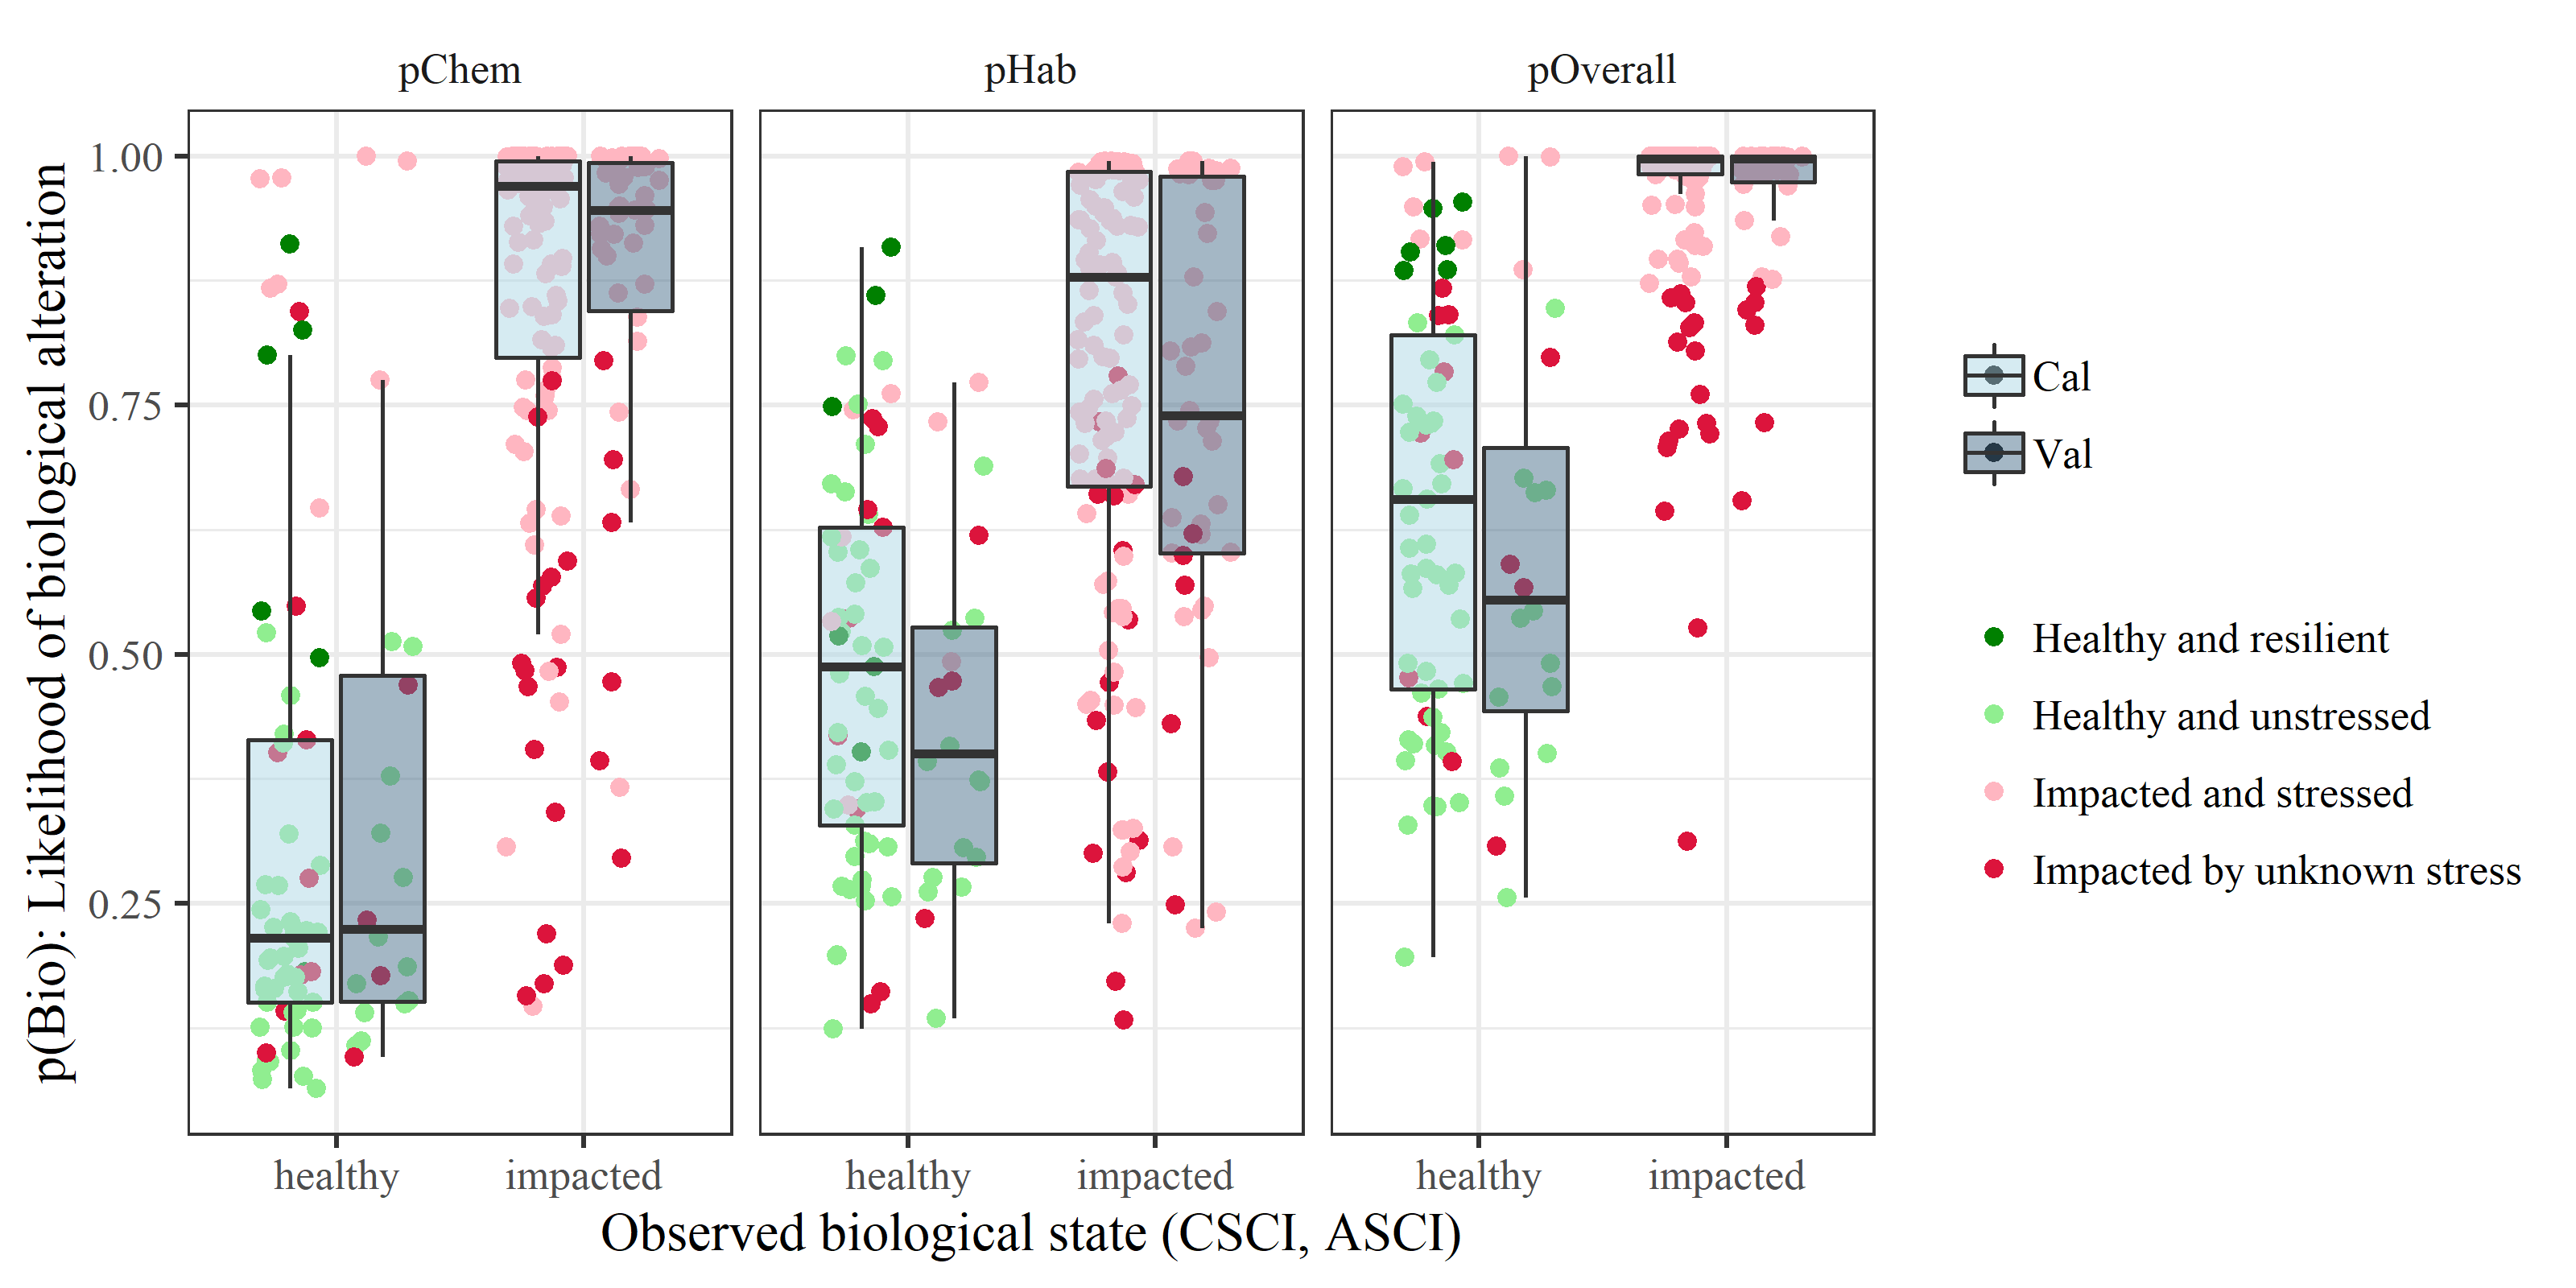 pChem pHab pOverall
p(Bio): Likelihood of biological alteration
1.00
0.75
0.50
0.25
healthy impacted healthy impacted healthy impacted
Observed biological state (CSCI, ASCI)
Cal
Val
Healthy and resilient
Healthy and unstressed
Impacted and stressed
Impacted by unknown stress